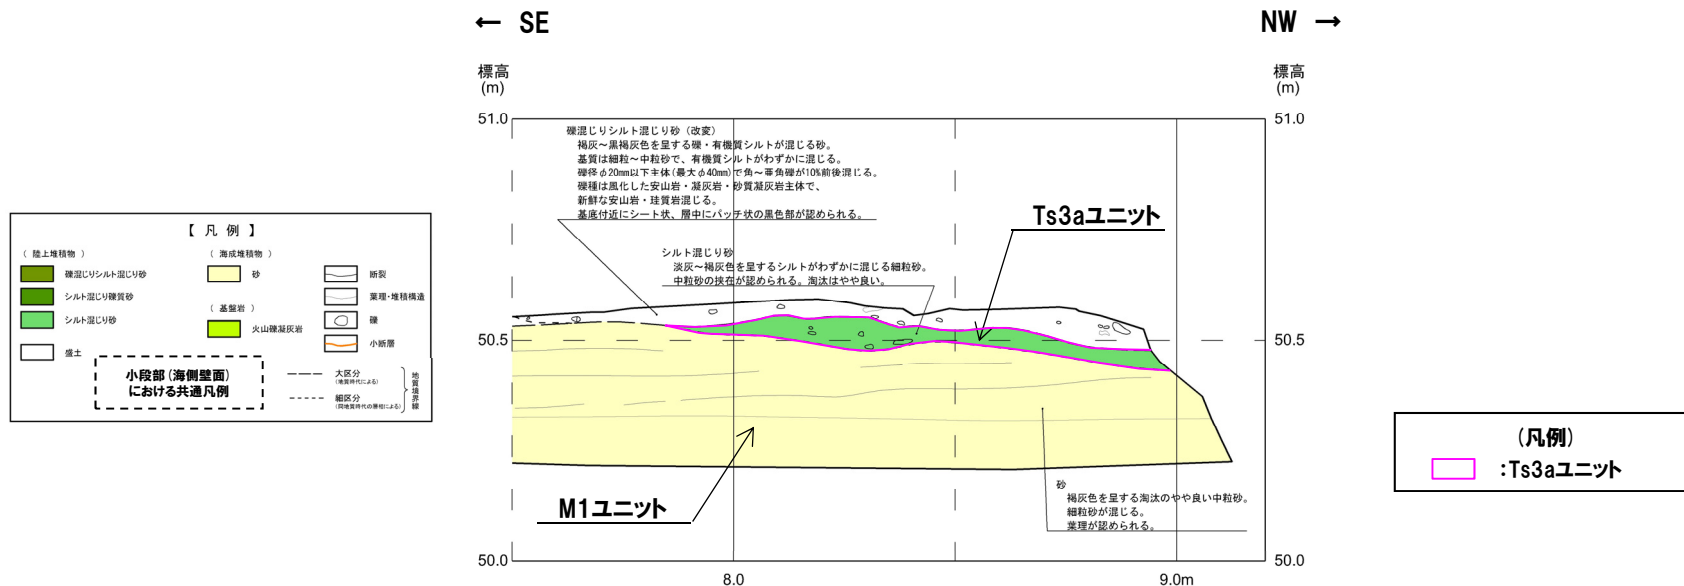 ← SE
NW →
標高
(m)
標高
(m)
51.0
51.0
礫混じりシルト混じり砂（改変）
褐灰～黒褐灰色を呈する礫・有機質シルトが混じる砂。
基質は細粒～中粒砂で、有機質シルトがわずかに混じる。
礫径φ20mm以下主体(最大φ40mm)で角～亜角礫が10%前後混じる。
礫種は風化した安山岩・凝灰岩・砂質凝灰岩主体で、
新鮮な安山岩・珪質岩混じる。
基底付近にシート状、層中にパッチ状の黒色部が認められる。
Ts3aユニット
シルト混じり砂
淡灰～褐灰色を呈するシルトがわずかに混じる細粒砂。
中粒砂の挟在が認められる。淘汰はやや良い。
50.5
50.5
M1ユニット
砂
褐灰色を呈する淘汰のやや良い中粒砂。
細粒砂が混じる。
葉理が認められる。
50.0
50.0
8.0
9.0m
【 凡 例 】
( 陸上堆積物 )
礫混じりシルト混じり砂
シルト混じり礫質砂
シルト混じり砂
盛土
( 海成堆積物 )
砂
( 基盤岩 )
火山礫凝灰岩
断裂
葉理・堆積構造
礫
小断層
小段部(海側壁面)
における共通凡例
大区分
(地質時代による)
細区分
(同地質時代の層相による)
地質境界線
(凡例)
:Ts3aユニット